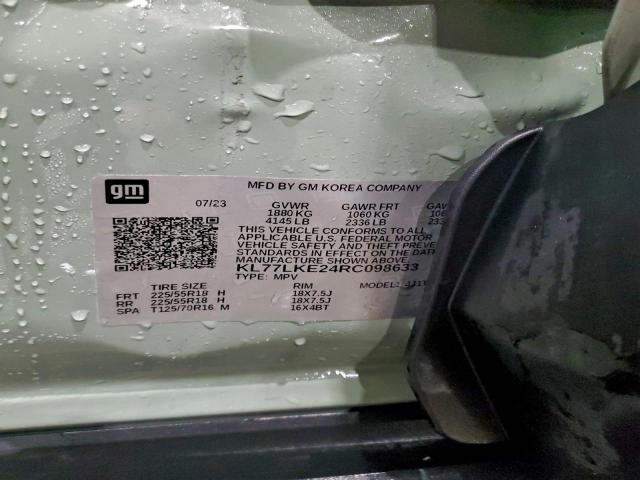 gm
MFD BY GM KOREA COMPANY
07/23
GVWR GAWR FRT
1880 KG 1060 KG
4145 LB 2336 LB
THIS VEHICLE CONFORMS TO ALL
APPLICABLE U.S. FEDERAL MOTOR
VEHICLE SAFETY AND THEFT
STANDARDS IN EFFECT ON THE
MANUFACTURE SHOWN ABOVE.
KL77LKE24RC098633
TYPE: MPV
TIRE SIZE RIM
FRT 225/55R18 H 18X7.5J
RR 225/55R18 H 18X7.5J
SPA T125/70R16 M 16X4BT